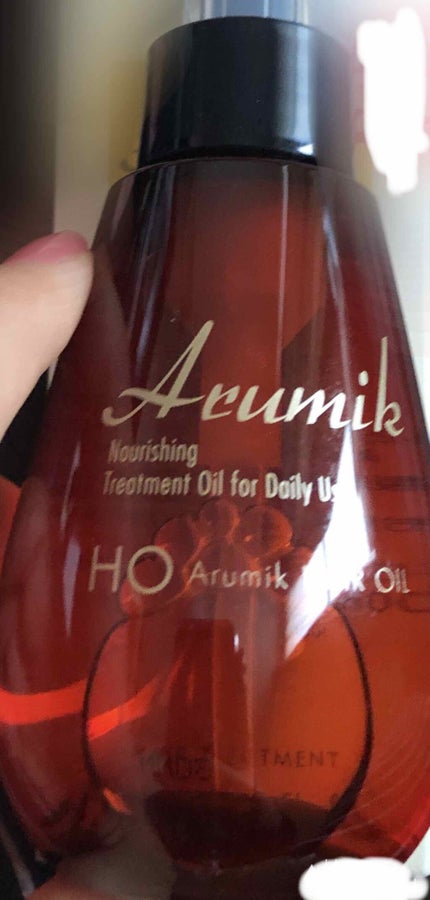 Arumik
Nourishing
Treatment Oil for Daily
HO Arumik OIL